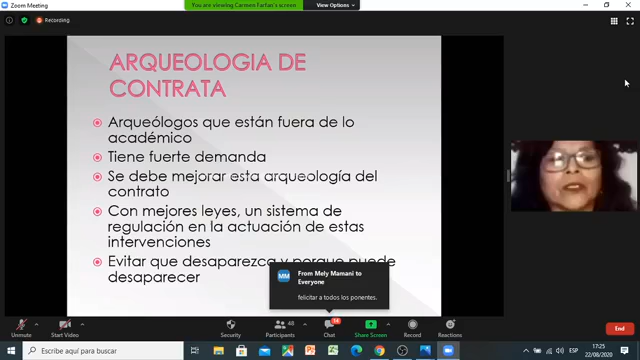 Zoom Meeting
You are viewing Carmen Farfan's screen
View Options
Recording
ARQUEOLOGIA DE
CONTRATA
Arqueólogos que están fuera de lo
académico
Tiene fuerte demanda
Se debe mejorar esta arqueología del
contrato
Con mejores leyes, un sistema de
regulación en la actuación de estas
intervenciones
Evitar que desaparezca y porque puede
desaparecer
MM
From Mely Mamani to
Everyone
felicitar a todos los ponentes.
Unmute
Start Video
Security
Participants
48
Chat
Share Screen
Record
Reactions
End
Escribe aquí para buscar
ESP
17:25
22/08/2020